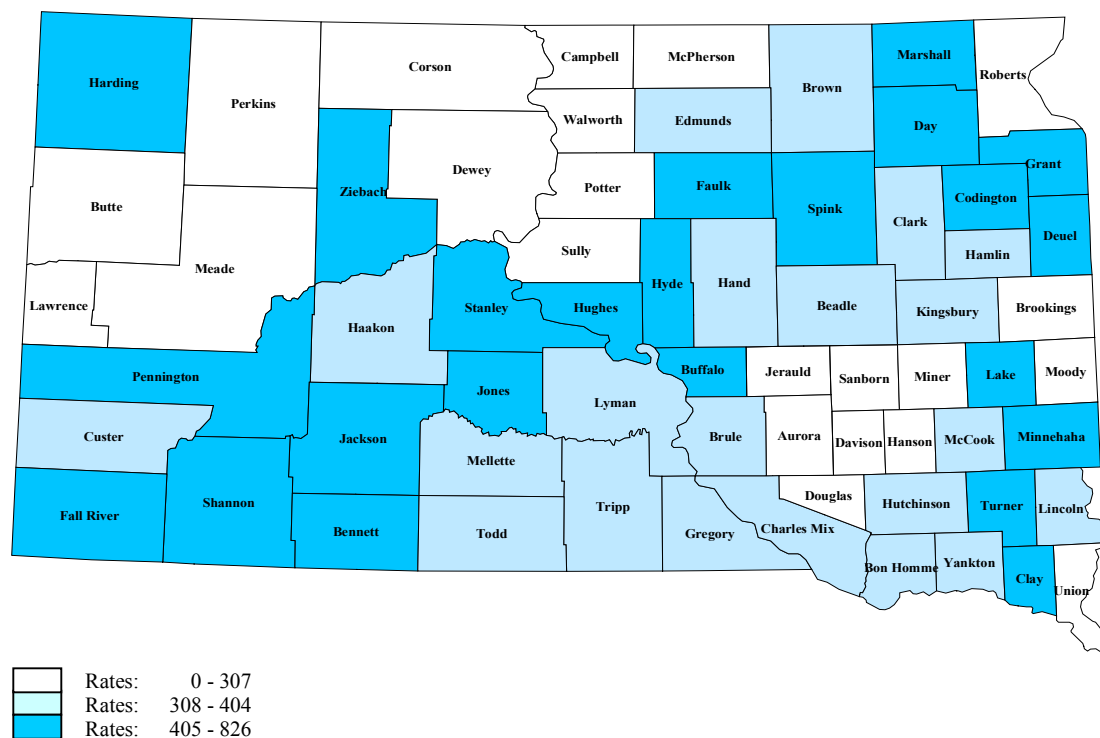 Harding
Perkins
Corson
Campbell
McPherson
Brown
Marshall
Roberts
Walworth
Edmunds
Day
Ziebach
Dewey
Potter
Faulk
Spink
Grant
Codington
Butte
Clark
Deuel
Meade
Sully
Hyde
Hand
Hamlin
Lawrence
Haakon
Stanley
Hughes
Beadle
Kingsbury
Brookings
Pennington
Buffalo
Jerauld
Sanborn
Miner
Lake
Moody
Jones
Lyman
Custer
Jackson
Brule
Aurora
Davison
Hanson
McCook
Minnehaha
Mellette
Fall River
Shannon
Bennett
Todd
Tripp
Gregory
Douglas
Charles Mix
Hutchinson
Turner
Lincoln
Bon Homme
Yankton
Clay
Union
Rates: 0 - 307
Rates: 308 - 404
Rates: 405 - 826